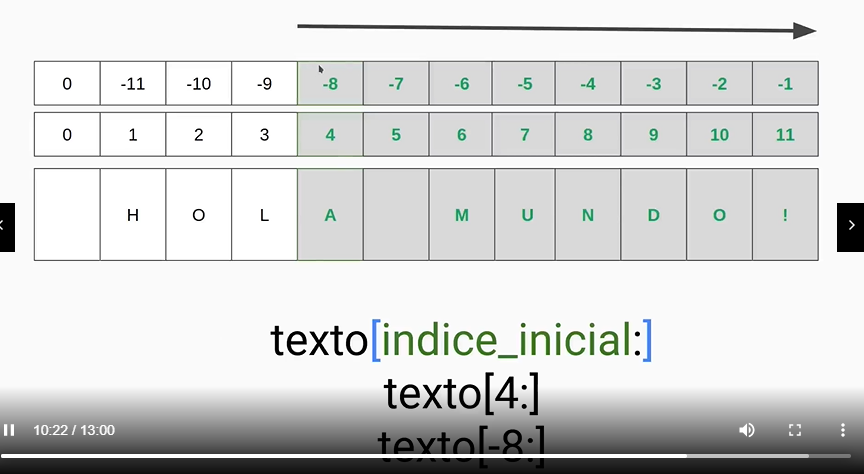 0 -11 -10 -9 -8 -7 -6 -5 -4 -3 -2 -1
0 1 2 3 4 5 6 7 8 9 10 11
H O L A M U N D O !
texto[indice_inicial:]
texto[4:]
texto[-8:]
10:22 / 13:00